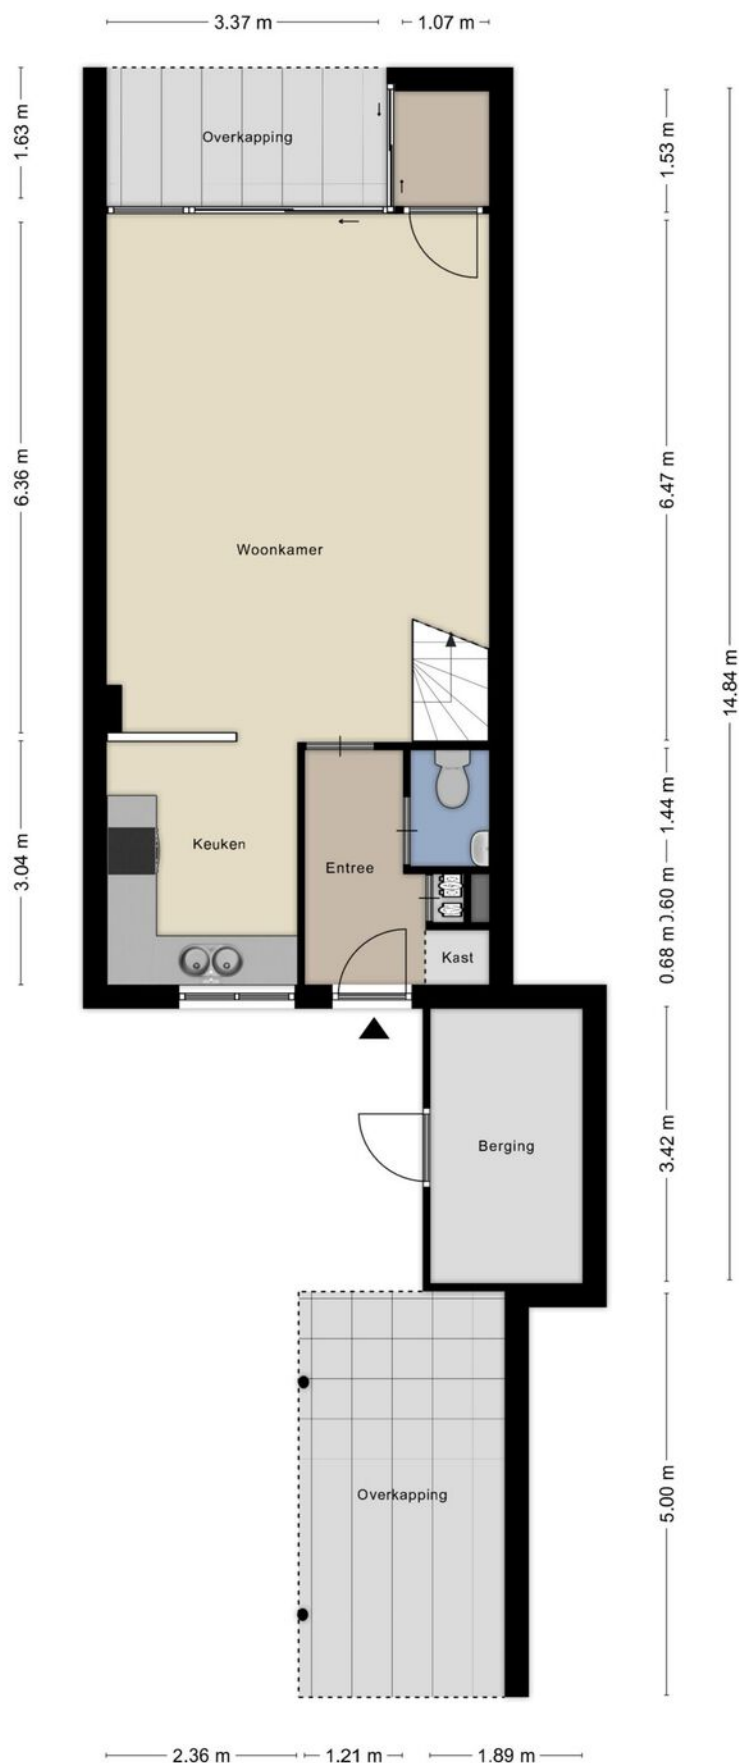 3.37 m
1.07 m
1.63 m
Overkapping
1.53 m
6.36 m
6.47 m
Woonkamer
14.84 m
1.44 m
3.04 m
Keuken
Entree
0.60 m
0.68 m
Kast
3.42 m
Berging
5.00 m
Overkapping
2.36 m
1.21 m
1.89 m